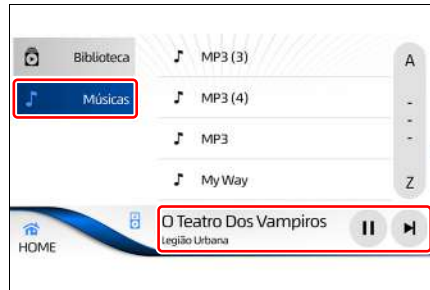 Biblioteca
MP3 (3)
A
Músicas
MP3 (4)
-
-
-
MP3
My Way
Z
O Teatro Dos Vampiros
Legião Urbana
HOME